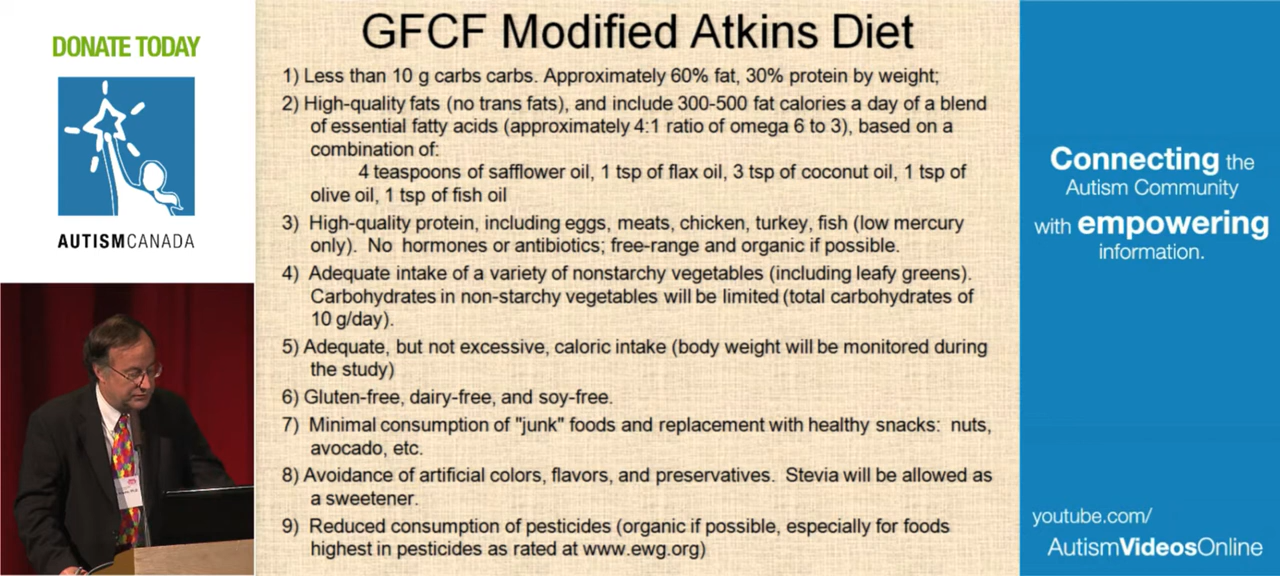 DONATE TODAY
AUTISMCANADA
GFCF Modified Atkins Diet
1) Less than 10 g carbs carbs. Approximately 60% fat, 30% protein by weight;
2) High-quality fats (no trans fats), and include 300-500 fat calories a day of a blend
of essential fatty acids (approximately 4:1 ratio of omega 6 to 3), based on a
combination of:
4 teaspoons of safflower oil, 1 tsp of flax oil, 3 tsp of coconut oil, 1 tsp of
olive oil, 1 tsp of fish oil
3) High-quality protein, including eggs, meats, chicken, turkey, fish (low mercury
only). No hormones or antibiotics; free-range and organic if possible.
4) Adequate intake of a variety of nonstarchy vegetables (including leafy greens).
Carbohydrates in non-starchy vegetables will be limited (total carbohydrates of
10 g/day).
5) Adequate, but not excessive, caloric intake (body weight will be monitored during
the study)
6) Gluten-free, dairy-free, and soy-free.
7) Minimal consumption of "junk" foods and replacement with healthy snacks: nuts,
avocado, etc.
8) Avoidance of artificial colors, flavors, and preservatives. Stevia will be allowed as
a sweetener.
9) Reduced consumption of pesticides (organic if possible, especially for foods
highest in pesticides as rated at www.ewg.org)
Connecting the
Autism Community
with empowering
information.
youtube.com/
AutismVideosOnline